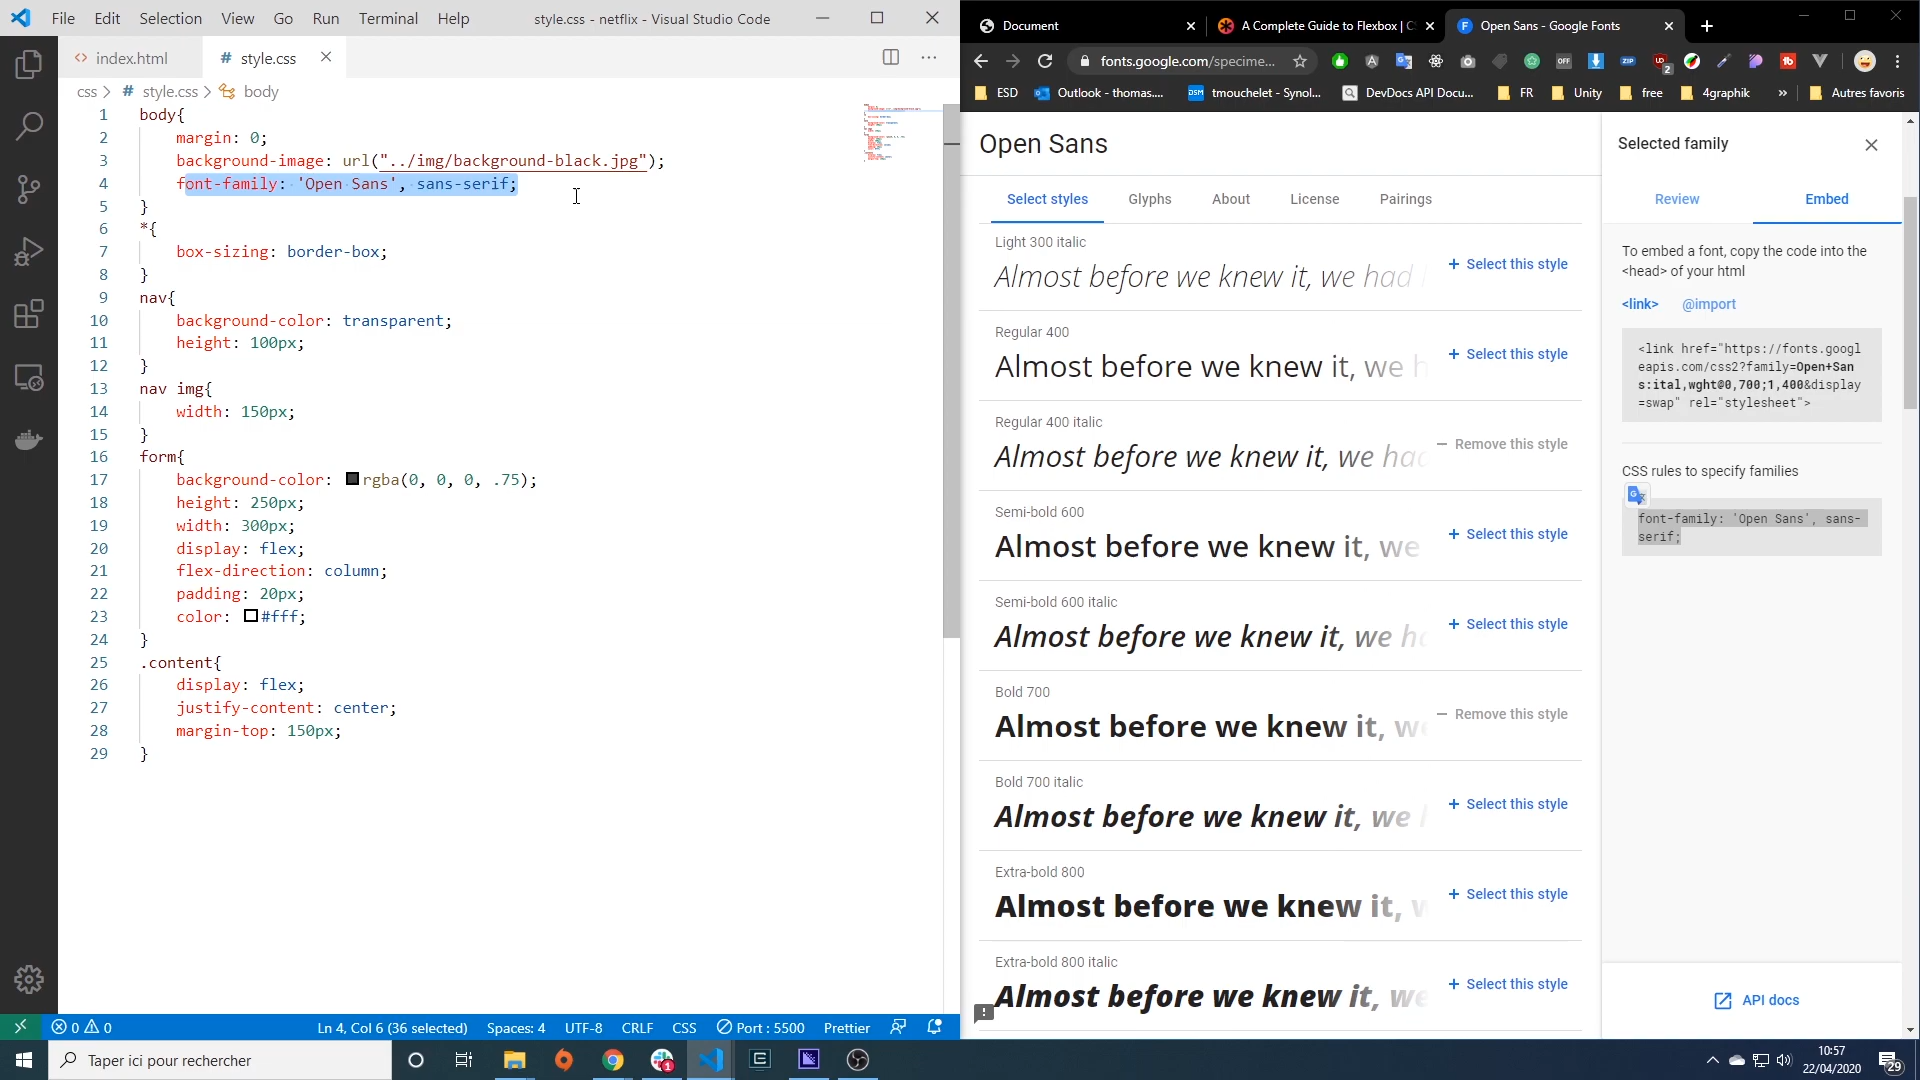 File Edit Selection View Go Run Terminal Help
style.css - netflix - Visual Studio Code
index.html
# style.css
css > # style.css > body
1 body{
2 margin: 0;
3 background-image: url("../img/background-black.jpg");
4 font-family: 'Open Sans', sans-serif;
5 }
6 *{
7 box-sizing: border-box;
8 }
9 nav{
10 background-color: transparent;
11 height: 100px;
12 }
13 nav img{
14 width: 150px;
15 }
16 form{
17 background-color: rgba(0, 0, 0, .75);
18 height: 250px;
19 width: 300px;
20 display: flex;
21 flex-direction: column;
22 padding: 20px;
23 color: #fff;
24 }
25 .content{
26 display: flex;
27 justify-content: center;
28 margin-top: 150px;
29 }
0 0
Ln 4, Col 6 (36 selected) Spaces: 4 UTF-8 CRLF CSS Port : 5500 Prettier
Document
A Complete Guide to Flexbox |
Open Sans - Google Fonts
fonts.google.com/specime...
ESD
Outlook - thomas....
DSM tmouchelet - Synol...
DevDocs API Docu...
FR
Unity
free
4graphik
»
Autres favoris
Open Sans
Select styles Glyphs About License Pairings
Light 300 italic
Almost before we knew it, we had
+ Select this style
Regular 400
Almost before we knew it, we h
+ Select this style
Regular 400 italic
Almost before we knew it, we had
− Remove this style
Semi-bold 600
Almost before we knew it, we
+ Select this style
Semi-bold 600 italic
Almost before we knew it, we ha
+ Select this style
Bold 700
Almost before we knew it, we
− Remove this style
Bold 700 italic
Almost before we knew it, we
+ Select this style
Extra-bold 800
Almost before we knew it, w
+ Select this style
Extra-bold 800 italic
Almost before we knew it, we
+ Select this style
Selected family
Review Embed
To embed a font, copy the code into the
<head> of your html
<link> @import
<link href="https://fonts.googl
eapis.com/css2?family=Open+San
s:ital,wght@0,700;1,400&display
=swap" rel="stylesheet">
CSS rules to specify families
font-family: 'Open Sans', sans-
serif;
API docs
Taper ici pour rechercher
10:57
22/04/2020
29